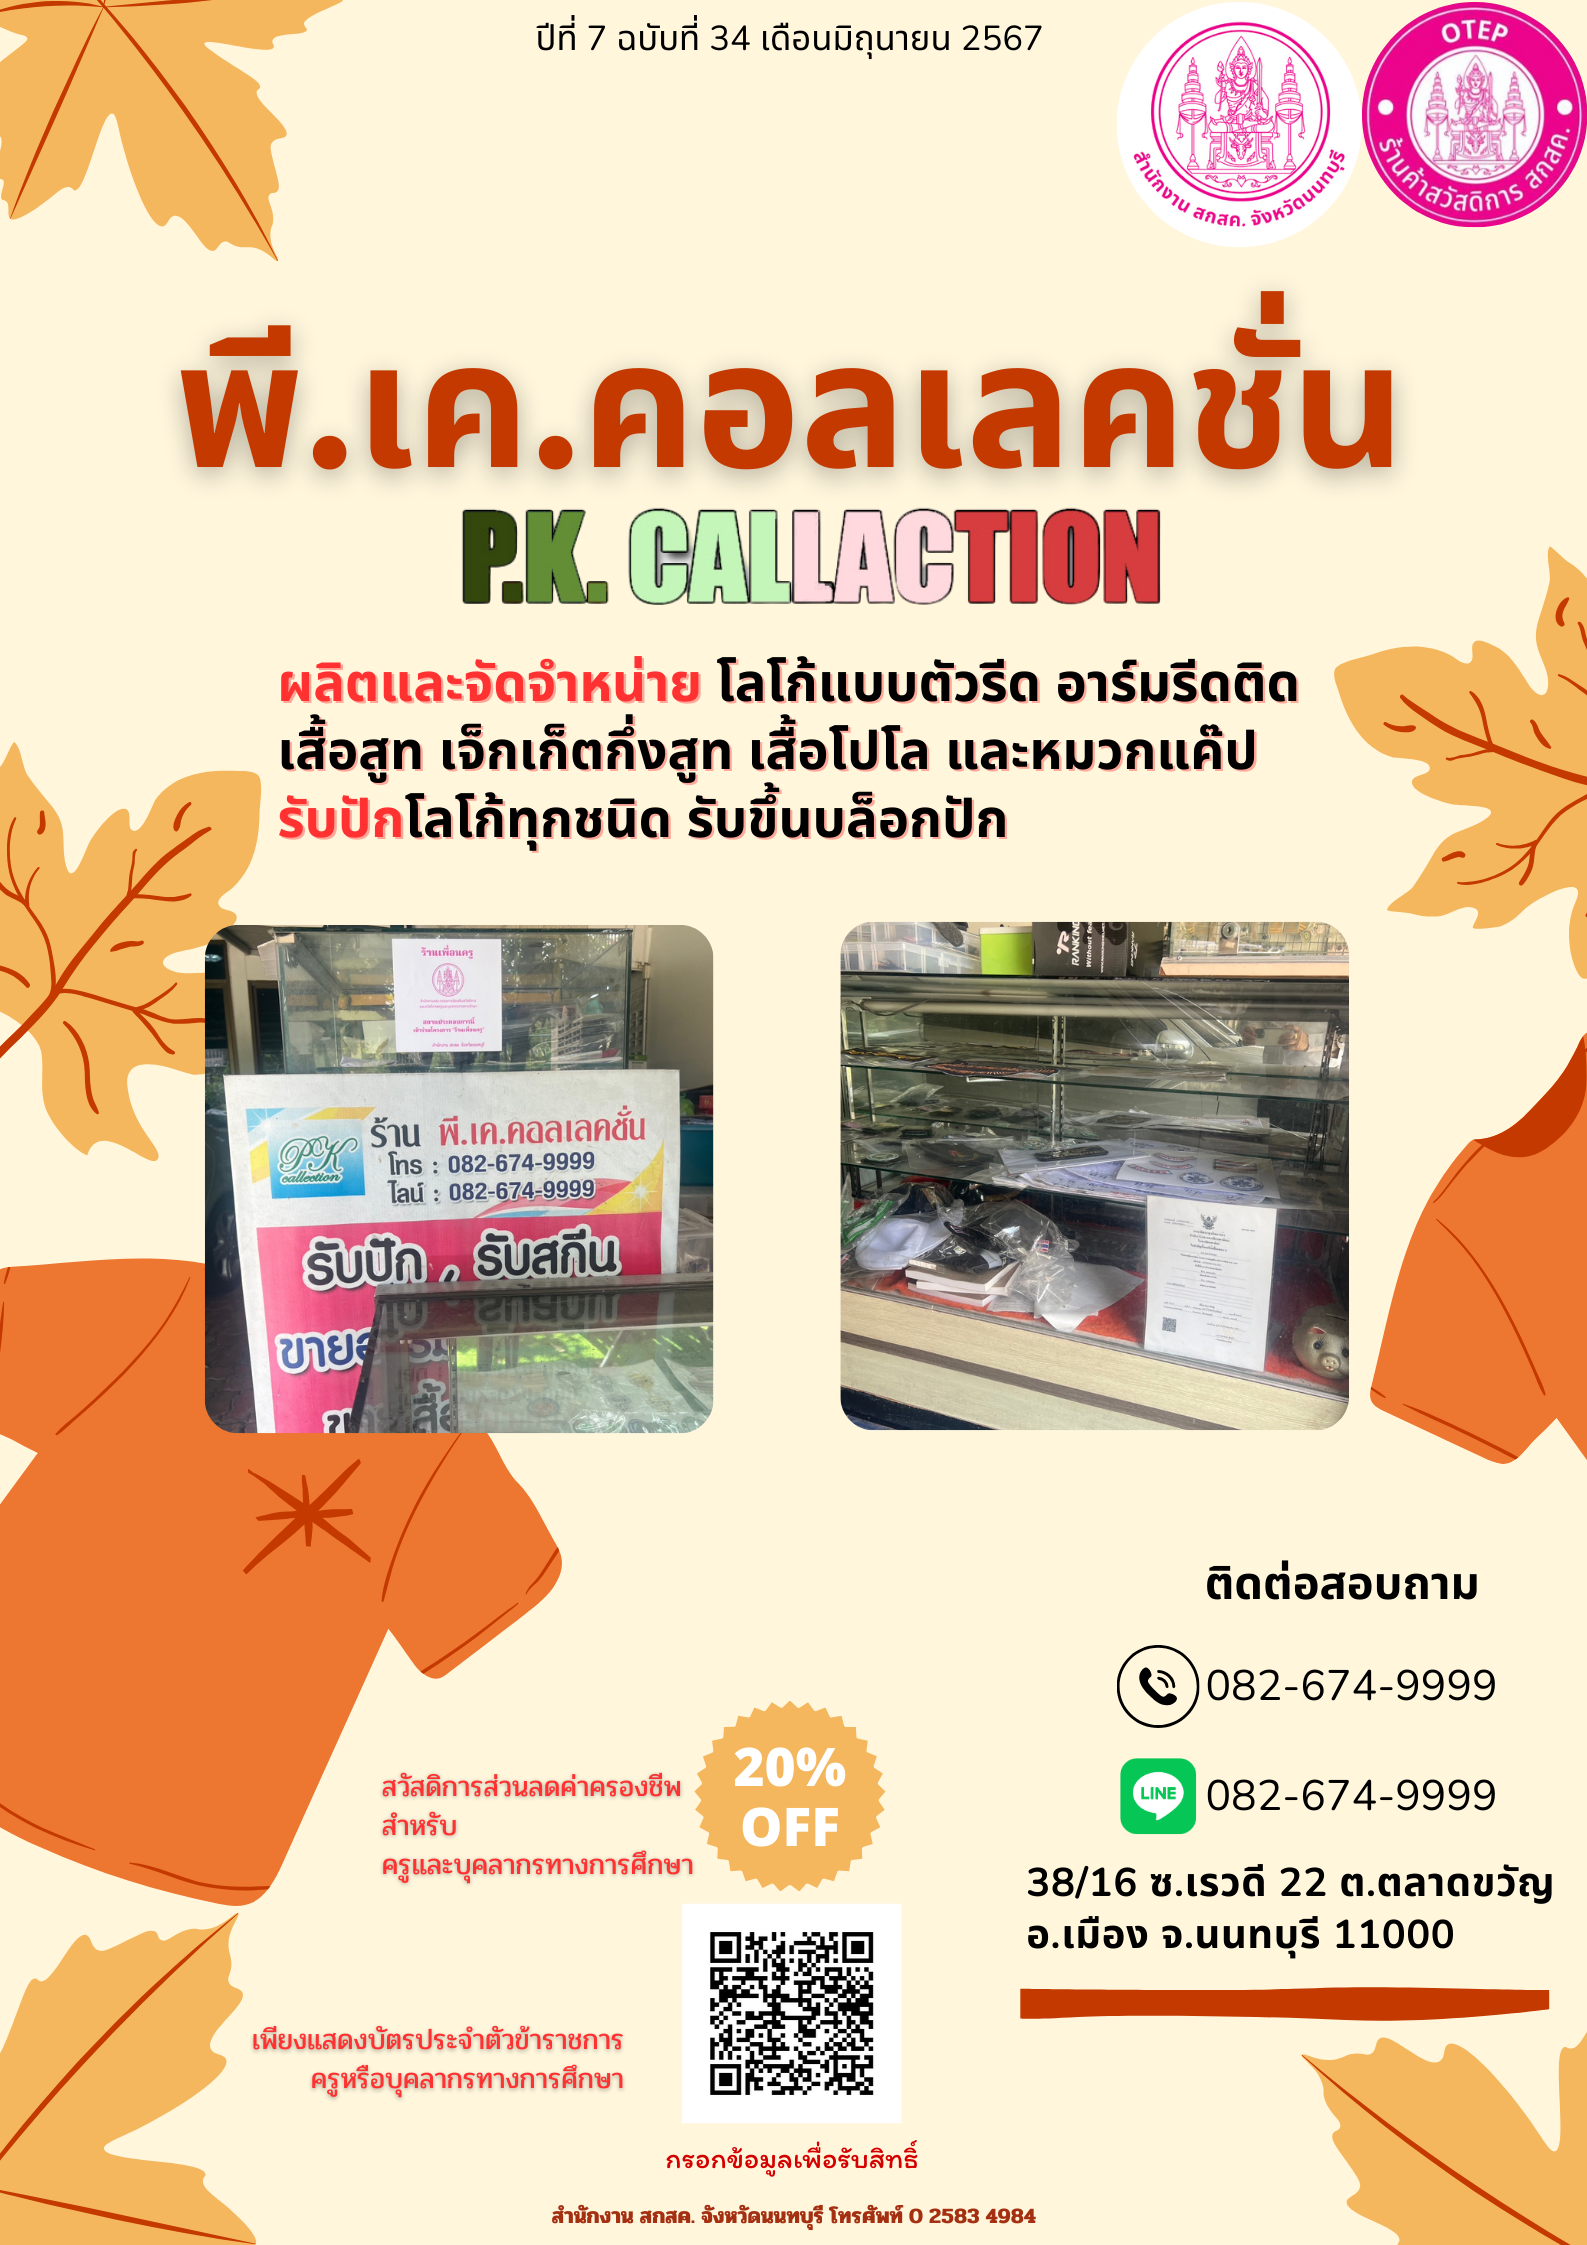 ปีที่ 7 ฉบับที่ 34 เดือนมิถุนายน 2567
สำนักงาน สกสค. จังหวัดนนทบุรี
OTEP
ร้านค้าสวัสดิการ สกสค.
พี.เค.คอลเลคชั่น
P.K. CALLACTION
ผลิตและจัดจำหน่าย โลโก้แบบตัวรีด อาร์มรีดติด
เสื้อสูท เจ็กเก็ตกึ่งสูท เสื้อโปโล และหมวกแค๊ป
รับปักโลโก้ทุกชนิด รับขึ้นบล็อกปัก
ร้านเพื่อนครู
PK
callection
ร้าน พี.เค.คอลเลคชั่น
โทร : 082-674-9999
ไลน์ : 082-674-9999
รับปัก / รับสกีน
RANKING
ติดต่อสอบถาม
082-674-9999
LINE
082-674-9999
38/16 ซ.เรวดี 22 ต.ตลาดขวัญ
อ.เมือง จ.นนทบุรี 11000
สวัสดิการส่วนลดค่าครองชีพ
สำหรับ
ครูและบุคลากรทางการศึกษา
20%
OFF
เพียงแสดงบัตรประจำตัวข้าราชการ
ครูหรือบุคลากรทางการศึกษา
กรอกข้อมูลเพื่อรับสิทธิ์
สำนักงาน สกสค. จังหวัดนนทบุรี โทรศัพท์ 0 2583 4984